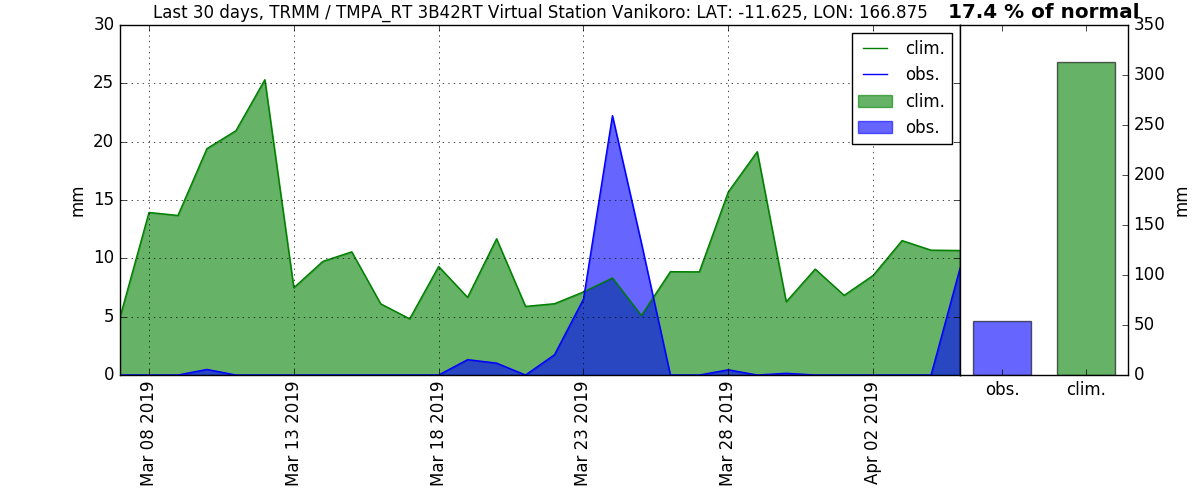 Last 30 days, TRMM / TMPA_RT 3B42RT Virtual Station Vanikoro: LAT: -11.625, LON: 166.875
17.4 % of normal
30
25
20
15
10
5
0
mm
clim.
obs.
clim.
obs.
Mar 08 2019
Mar 13 2019
Mar 18 2019
Mar 23 2019
Mar 28 2019
Apr 02 2019
350
300
250
200
150
100
50
0
mm
obs.
clim.